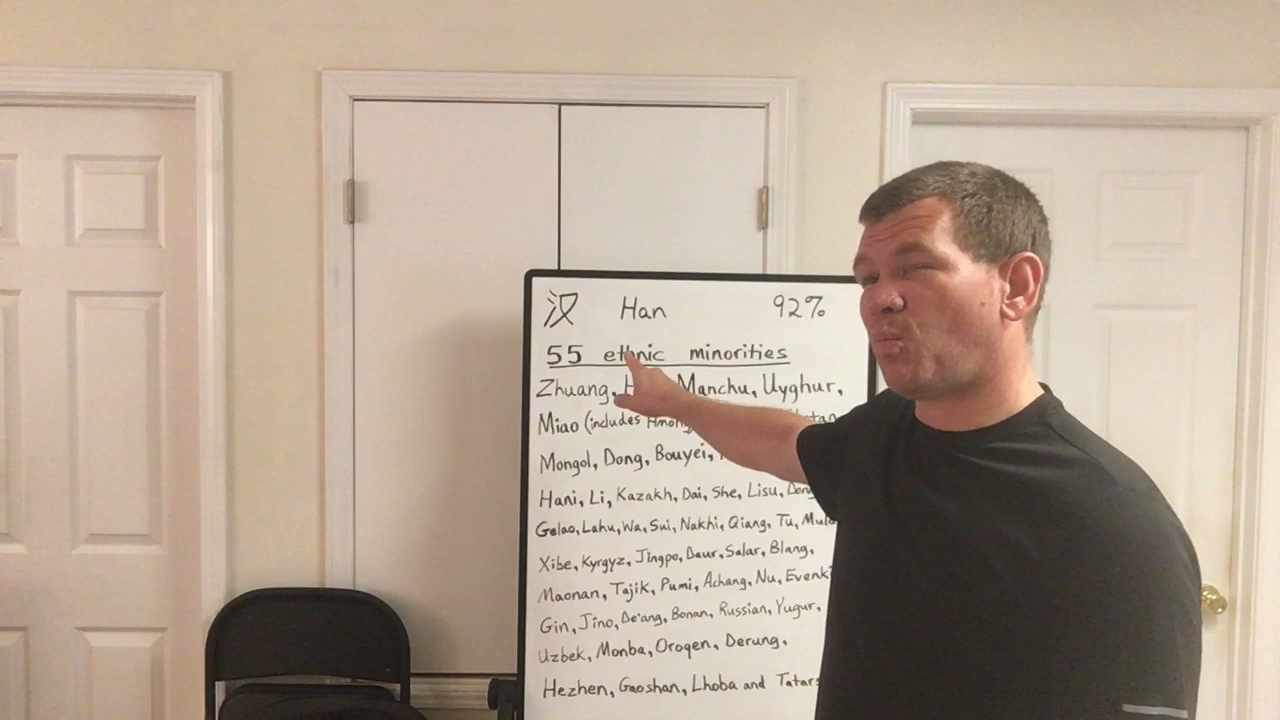 汉 Han 92%
55 ethnic minorities
Zhuang, Manchu, Uyghur,
Miao (includes Hmong
Mongol, Dong, Bouyei,
Hani, Li, Kazakh, Dai, She, Lisu,
Gelao, Lahu, Wa, Sui, Nakhi, Qiang, Tu,
Xibe, Kyrgyz, Jingpo, Daur, Salar, Blang,
Maonan, Tajik, Pumi, Achang, Nu, Evenk
Gin, Jino, De'ang, Bonan, Russian, Yugur,
Uzbek, Monba, Oroqen, Derung,
Hezhen, Gaoshan, Lhoba and Tatars